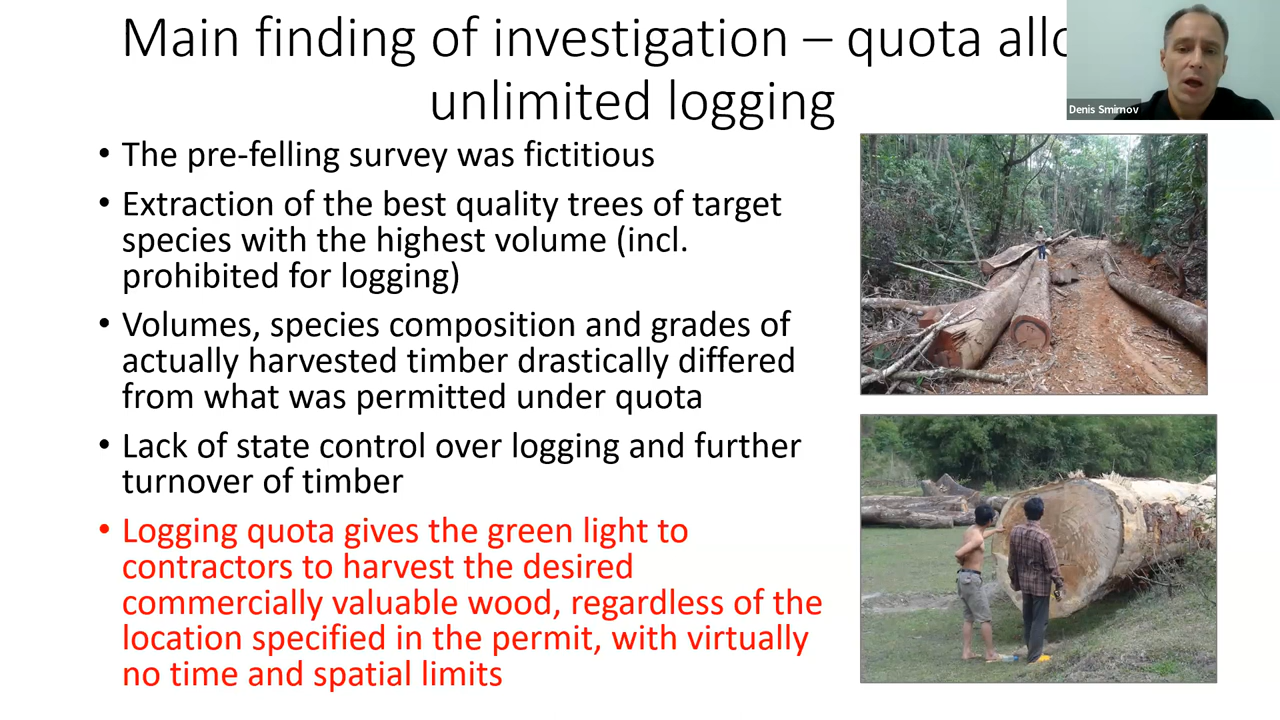 Main finding of investigation – quota
unlimited logging
Denis Smirnov
• The pre-felling survey was fictitious
• Extraction of the best quality trees of target
species with the highest volume (incl.
prohibited for logging)
• Volumes, species composition and grades of
actually harvested timber drastically differed
from what was permitted under quota
• Lack of state control over logging and further
turnover of timber
• Logging quota gives the green light to
contractors to harvest the desired
commercially valuable wood, regardless of the
location specified in the permit, with virtually
no time and spatial limits